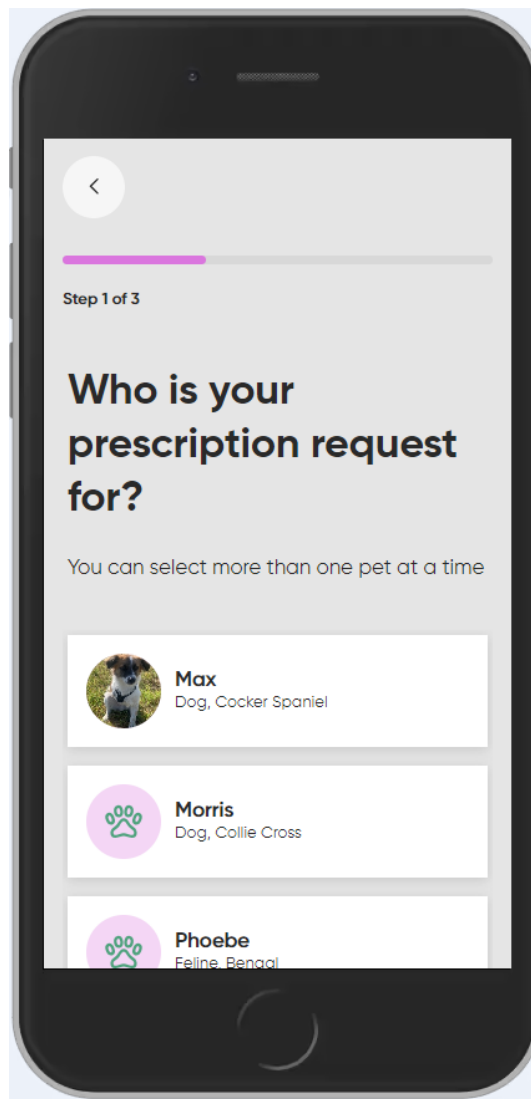 Step 1 of 3
Who is your
prescription request
for?
You can select more than one pet at a time
Max
Dog, Cocker Spaniel
Morris
Dog, Collie Cross
Phoebe
Feline, Bengal